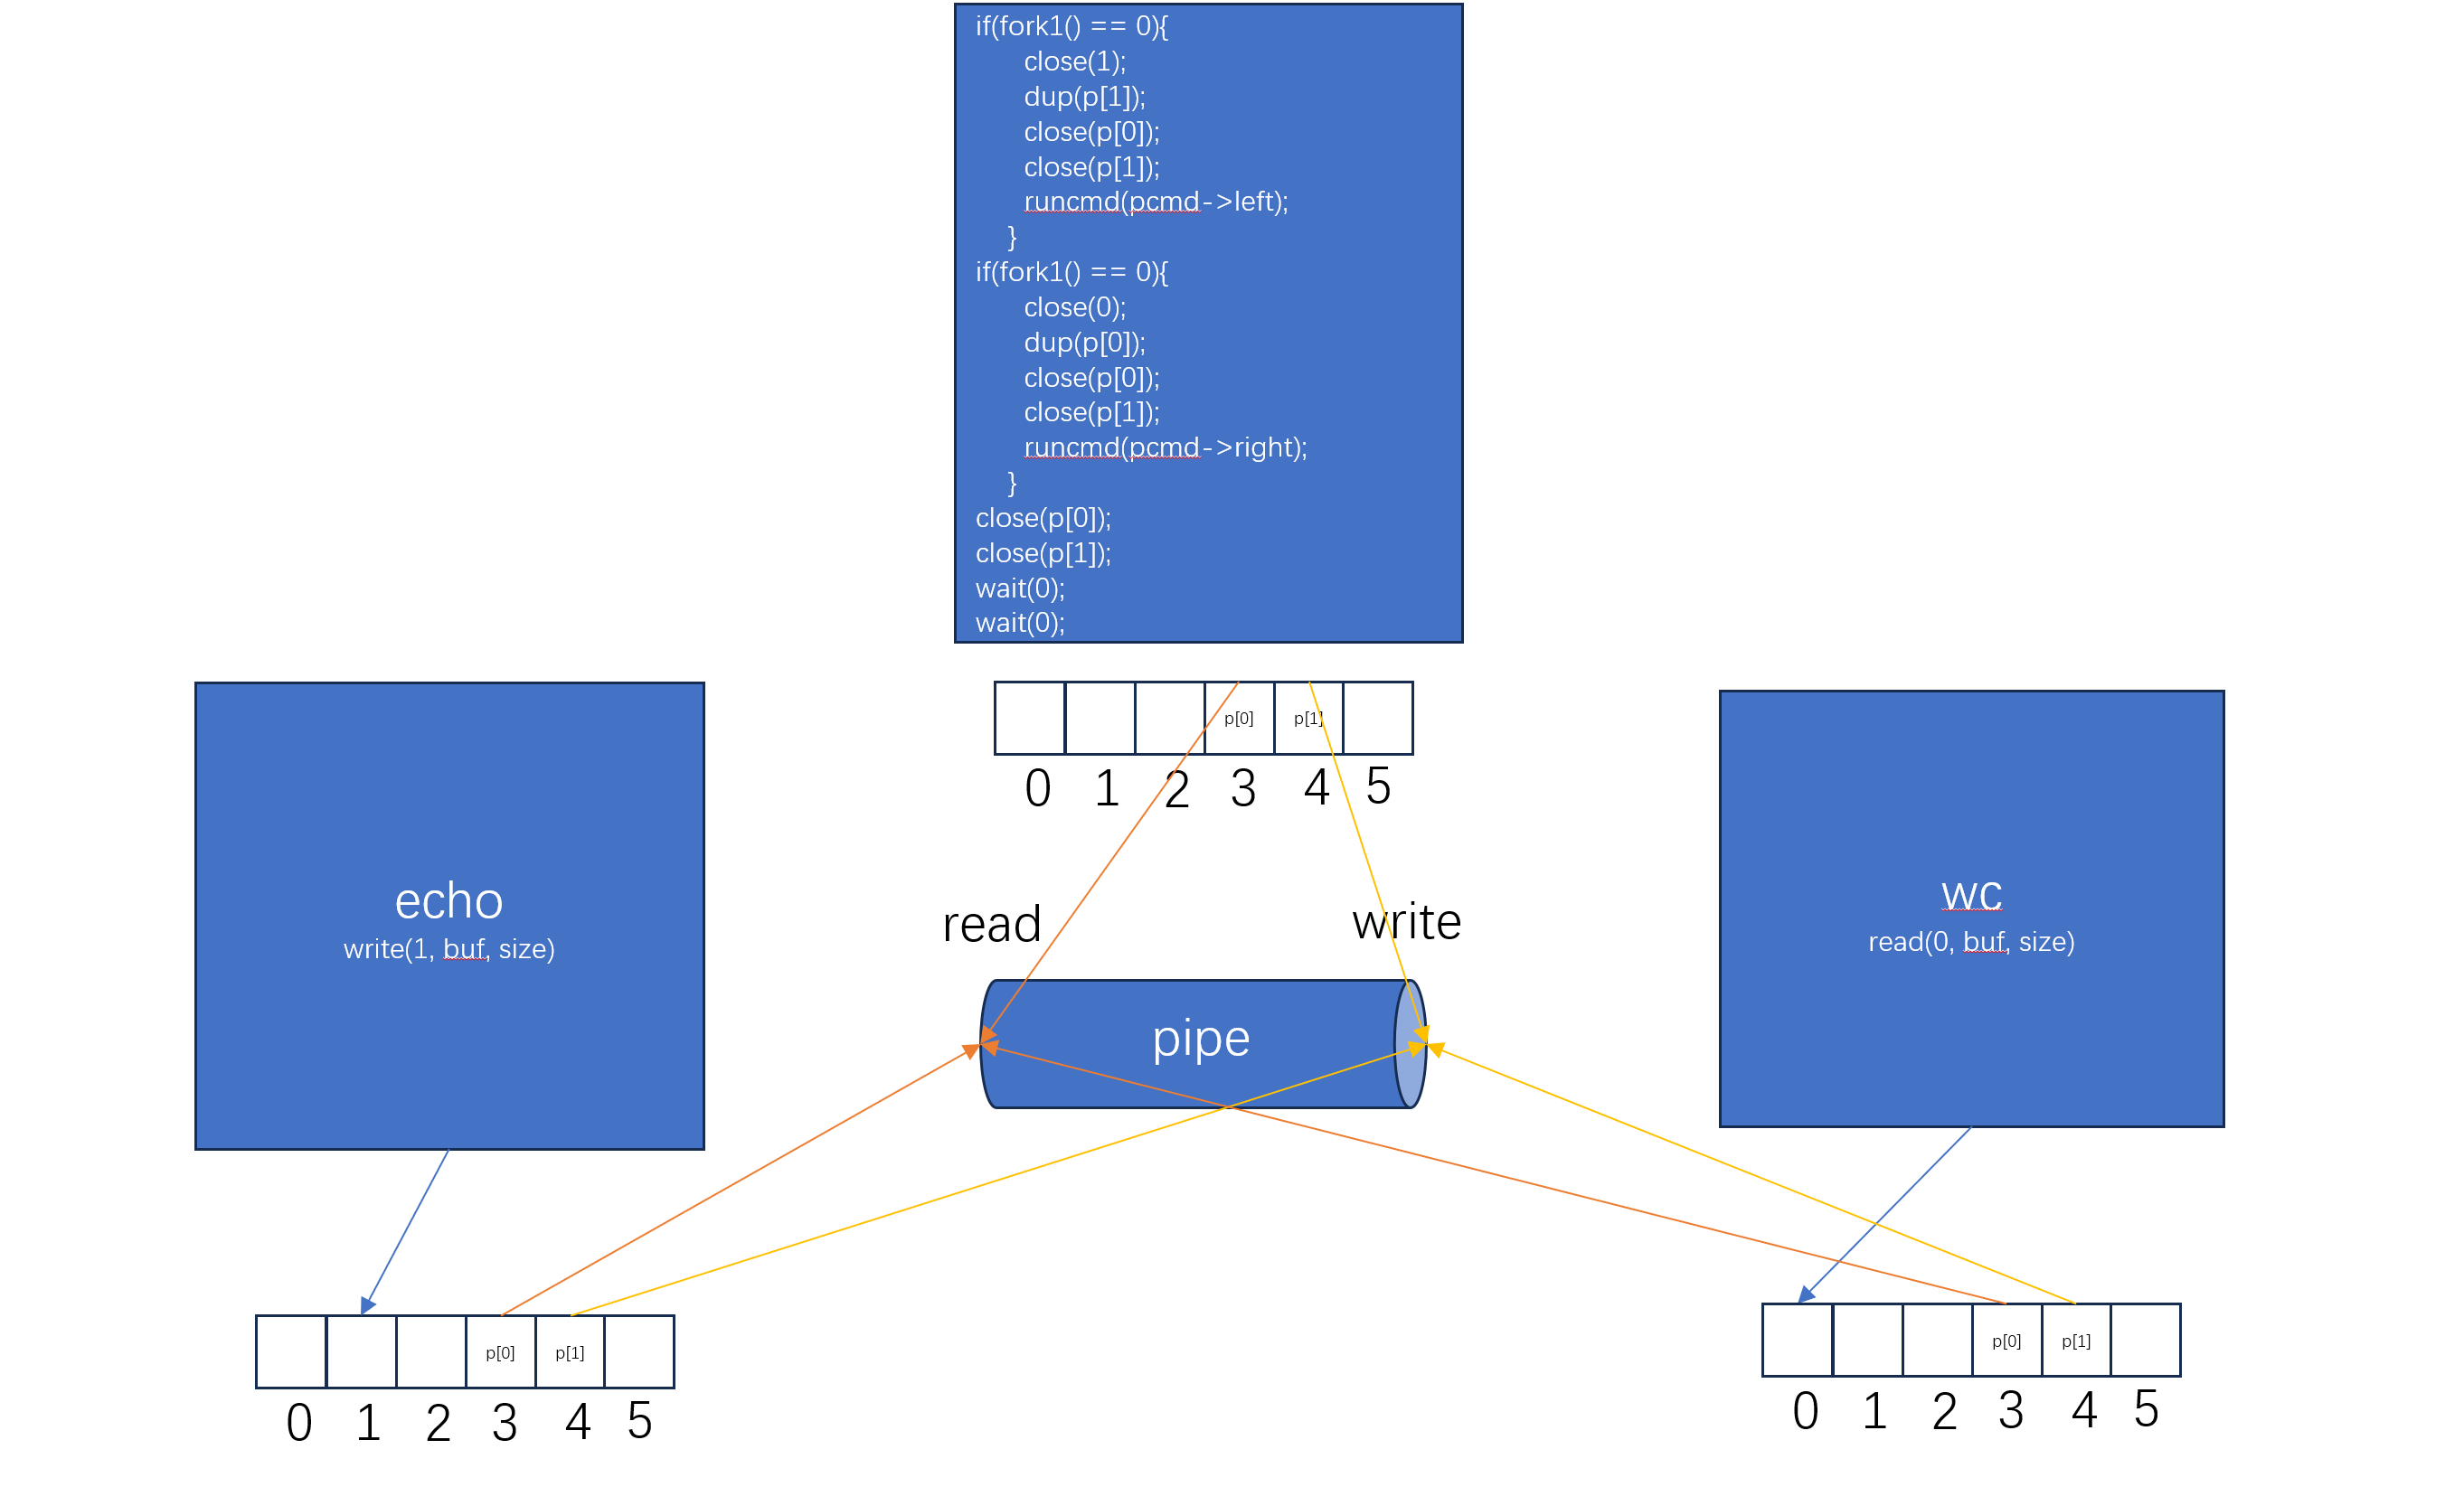 if(fork1() == 0){
close(1);
dup(p[1]);
close(p[0]);
close(p[1]);
runcmd(pcmd->left);
}
if(fork1() == 0){
close(0);
dup(p[0]);
close(p[0]);
close(p[1]);
runcmd(pcmd->right);
}
close(p[0]);
close(p[1]);
wait(0);
wait(0);
p[0] p[1]
0 1 2 3 4 5
echo
write(1, buf, size)
read
write
pipe
wc
read(0, buf, size)
p[0] p[1]
0 1 2 3 4 5
p[0] p[1]
0 1 2 3 4 5